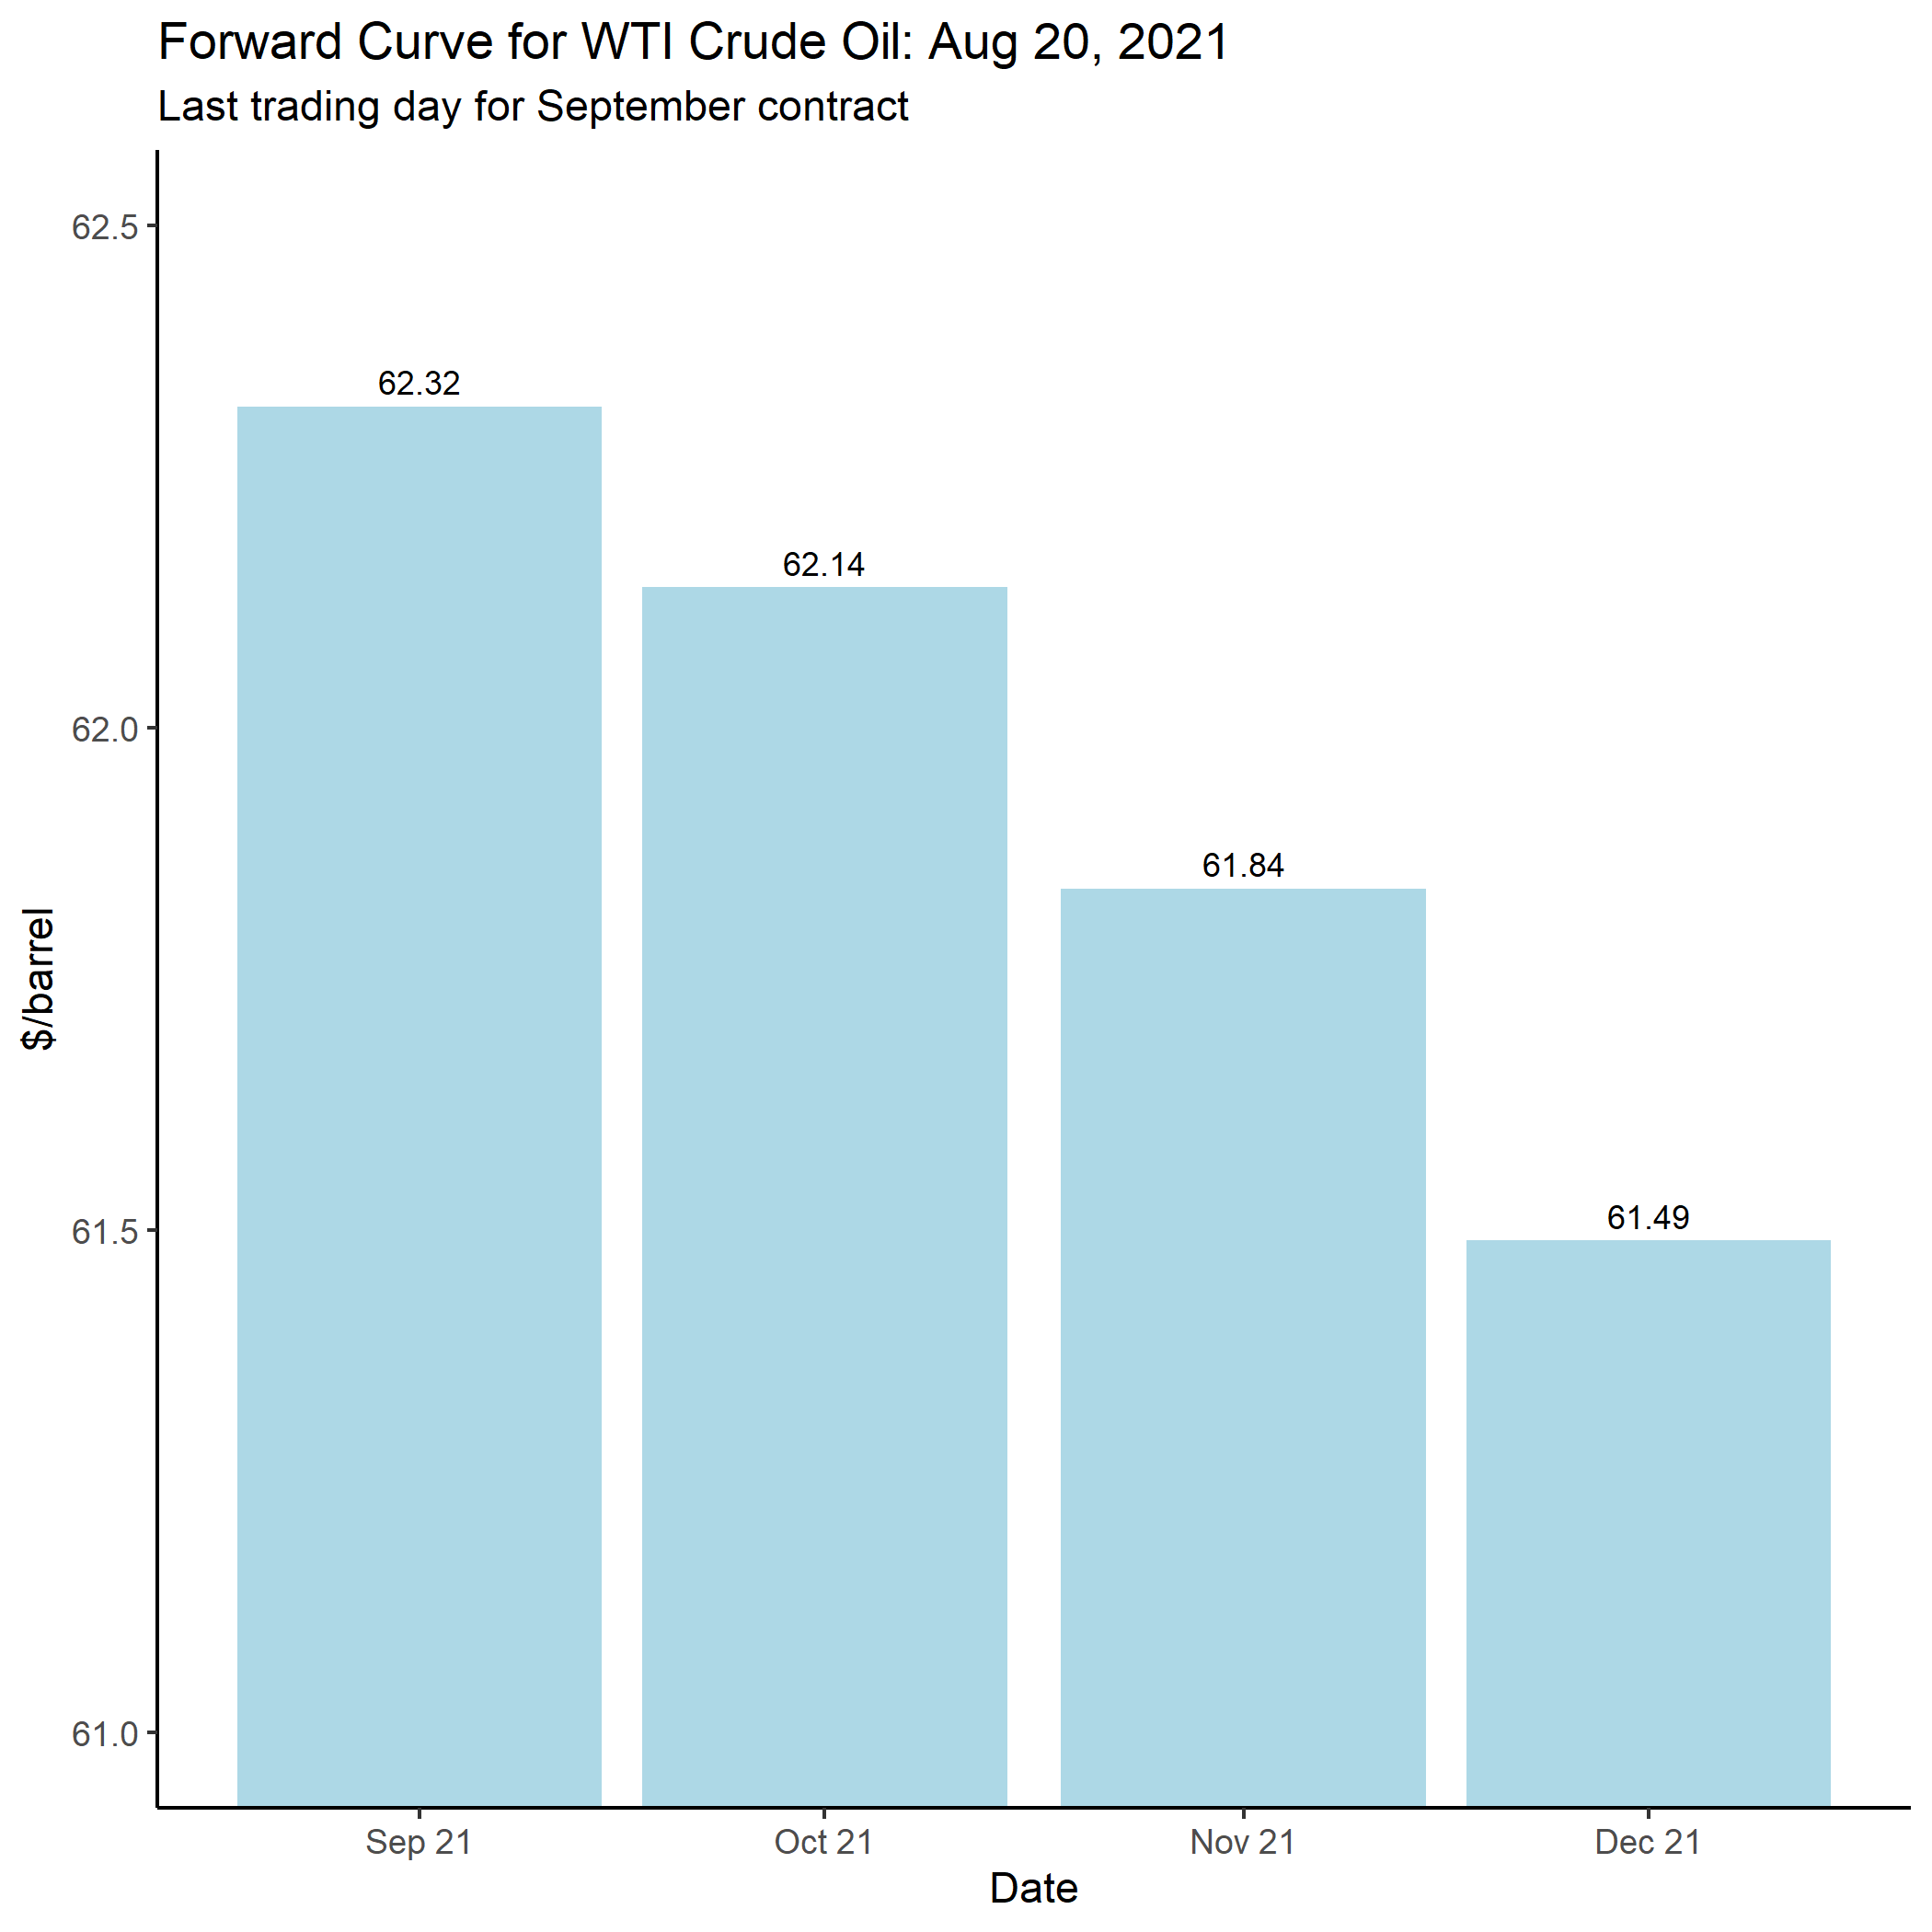 Forward Curve for WTI Crude Oil: Aug 20, 2021
Last trading day for September contract
62.5
62.0
61.5
61.0
$/barrel
62.32
62.14
61.84
61.49
Sep 21
Oct 21
Nov 21
Dec 21
Date